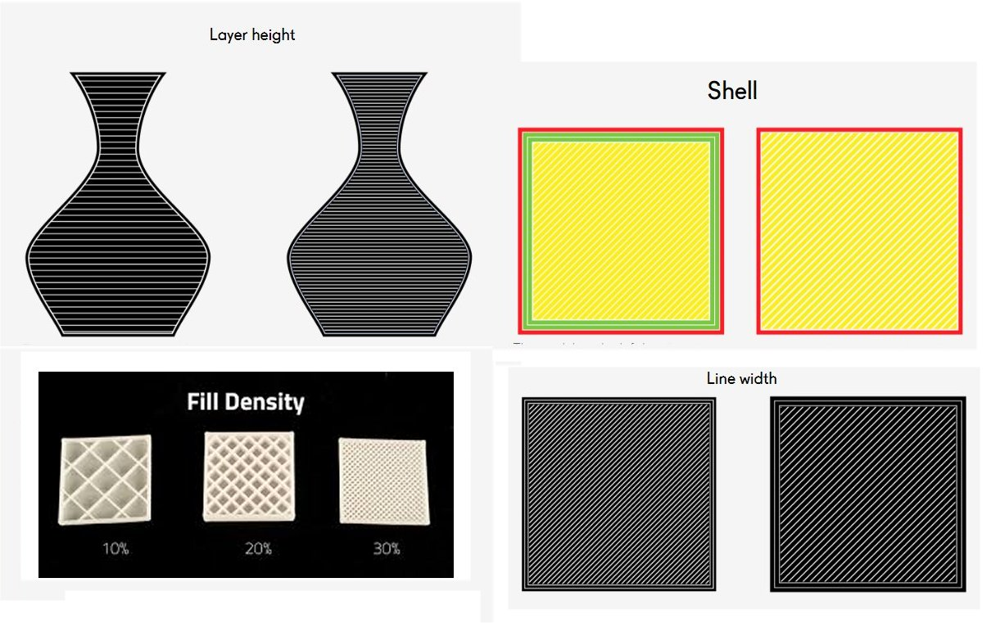 Layer height
Shell
Fill Density
10%
20%
30%
Line width